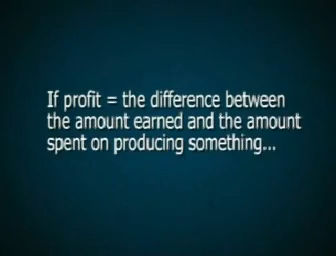 If profit = the difference between
the amount earned and the amount
spent on producing something...